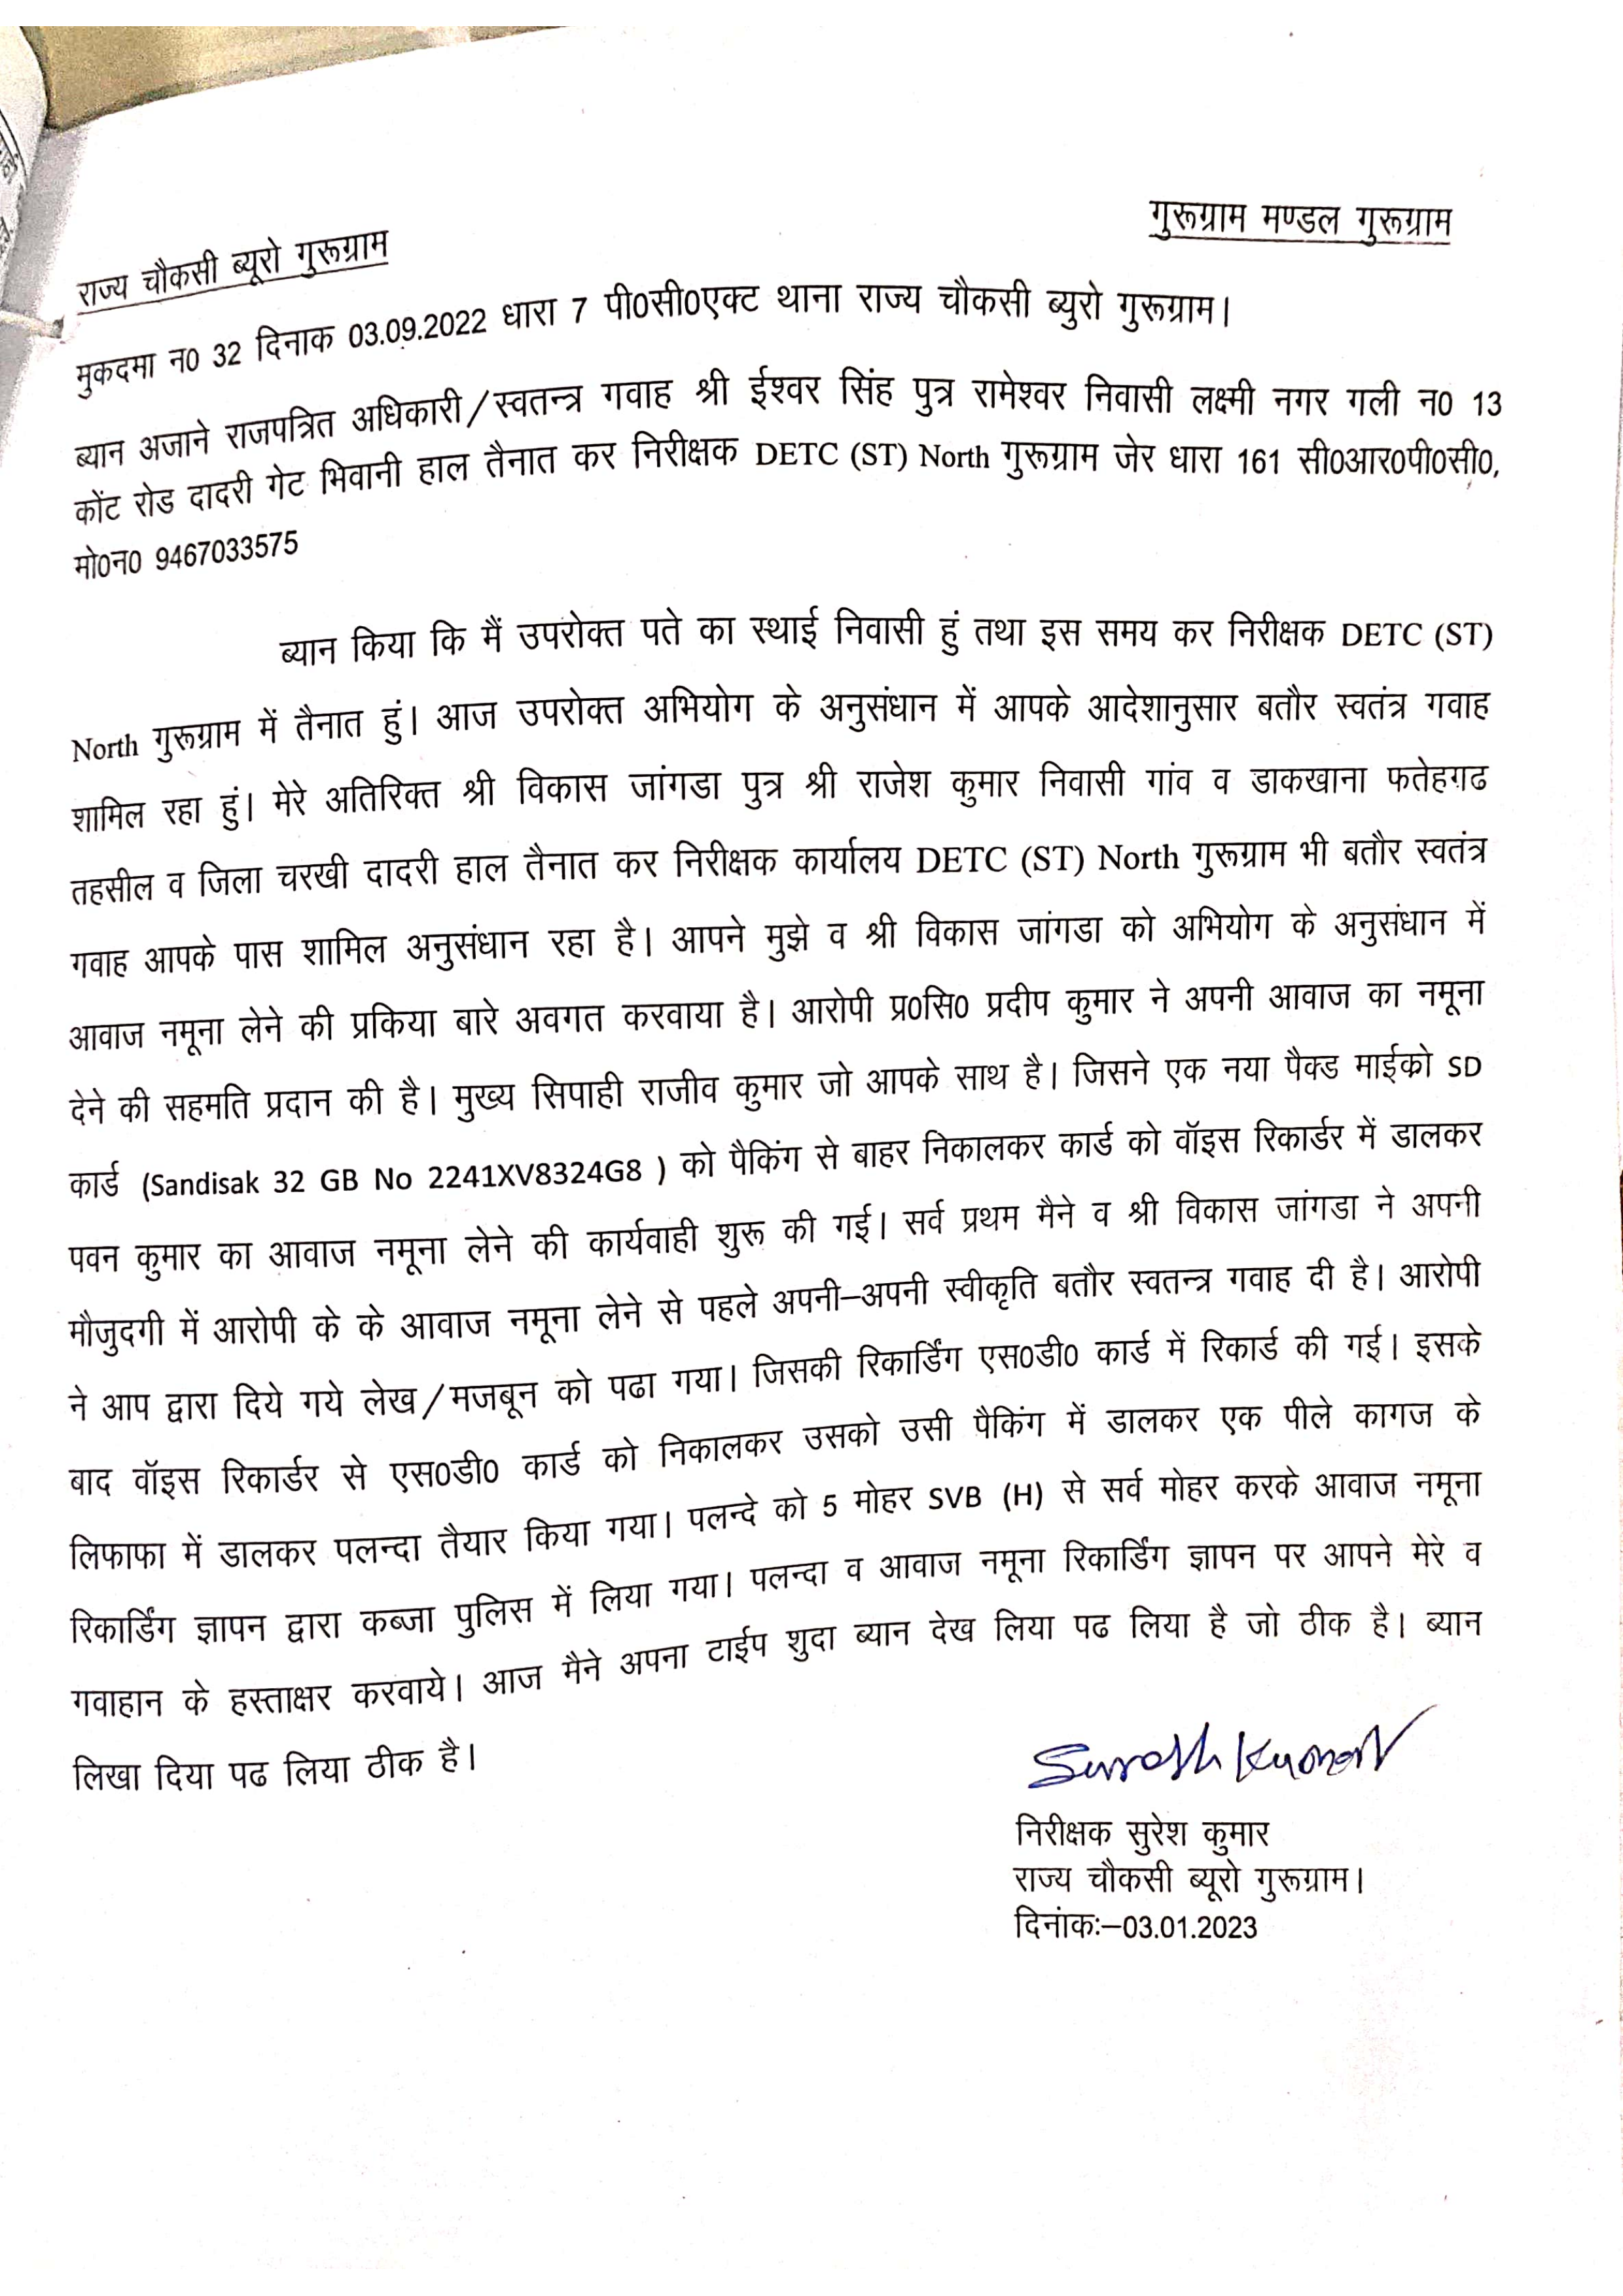 गुरूग्राम मण्डल गुरूग्राम
राज्य चौकसी ब्यूरो गुरूग्राम
मुकदमा न0 32 दिनाक 03.09.2022 धारा 7 पी0सी0एक्ट थाना राज्य चौकसी ब्युरो गुरूग्राम।
ब्यान अजाने राजपत्रित अधिकारी/स्वतन्त्र गवाह श्री ईश्वर सिंह पुत्र रामेश्वर निवासी लक्ष्मी नगर गली न0 13
कोंट रोड दादरी गेट भिवानी हाल तैनात कर निरीक्षक DETC (ST) North गुरूग्राम जेर धारा 161 सी0आर0पी0सी0,
मो0न0 9467033575
ब्यान किया कि मैं उपरोक्त पते का स्थाई निवासी हुं तथा इस समय कर निरीक्षक DETC (ST)
North गुरूग्राम में तैनात हुं। आज उपरोक्त अभियोग के अनुसंधान में आपके आदेशानुसार बतौर स्वतंत्र गवाह
शामिल रहा हुं। मेरे अतिरिक्त श्री विकास जांगडा पुत्र श्री राजेश कुमार निवासी गांव व डाकखाना फतेहगढ
तहसील व जिला चरखी दादरी हाल तैनात कर निरीक्षक कार्यालय DETC (ST) North गुरूग्राम भी बतौर स्वतंत्र
गवाह आपके पास शामिल अनुसंधान रहा है। आपने मुझे व श्री विकास जांगडा को अभियोग के अनुसंधान में
आवाज नमूना लेने की प्रकिया बारे अवगत करवाया है। आरोपी प्र0सि0 प्रदीप कुमार ने अपनी आवाज का नमूना
देने की सहमति प्रदान की है। मुख्य सिपाही राजीव कुमार जो आपके साथ है। जिसने एक नया पैक्ड माईको SD
कार्ड (Sandisak 32 GB No 2241XV8324G8 ) को पैकिंग से बाहर निकालकर कार्ड को वॉइस रिकार्डर में डालकर
पवन कुमार का आवाज नमूना लेने की कार्यवाही शुरू की गई। सर्व प्रथम मैने व श्री विकास जांगडा ने अपनी
मौजुदगी में आरोपी के के आवाज नमूना लेने से पहले अपनी–अपनी स्वीकृति बतौर स्वतन्त्र गवाह दी है। आरोपी
ने आप द्वारा दिये गये लेख/मजबून को पढा गया। जिसकी रिकार्डिंग एस0डी0 कार्ड में रिकार्ड की गई। इसके
बाद वॉइस रिकार्डर से एस0डी0 कार्ड को निकालकर उसको उसी पैकिंग में डालकर एक पीले कागज के
लिफाफा में डालकर पलन्दा तैयार किया गया। पलन्दे को 5 मोहर SVB (H) से सर्व मोहर करके आवाज नमूना
रिकार्डिंग ज्ञापन द्वारा कब्जा पुलिस में लिया गया। पलन्दा व आवाज नमूना रिकार्डिंग ज्ञापन पर आपने मेरे व
गवाहान के हस्ताक्षर करवाये। आज मैने अपना टाईप शुदा ब्यान देख लिया पढ लिया है जो ठीक है। ब्यान
लिखा दिया पढ लिया ठीक है।
Suresh Kumar
निरीक्षक सुरेश कुमार
राज्य चौकसी ब्यूरो गुरूग्राम।
दिनांकः–03.01.2023